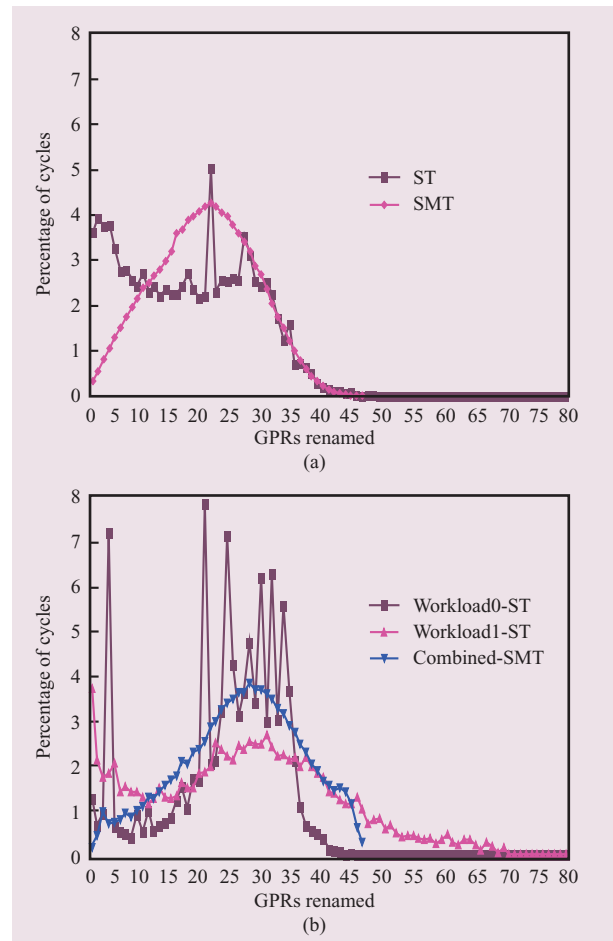 8
7
6
5
4
3
2
1
0
Percentage of cycles
ST
SMT
0 5 10 15 20 25 30 35 40 45 50 55 60 65 70 75 80
GPRs renamed
(a)
8
7
6
5
4
3
2
1
0
Percentage of cycles
Workload0-ST
Workload1-ST
Combined-SMT
0 5 10 15 20 25 30 35 40 45 50 55 60 65 70 75 80
GPRs renamed
(b)